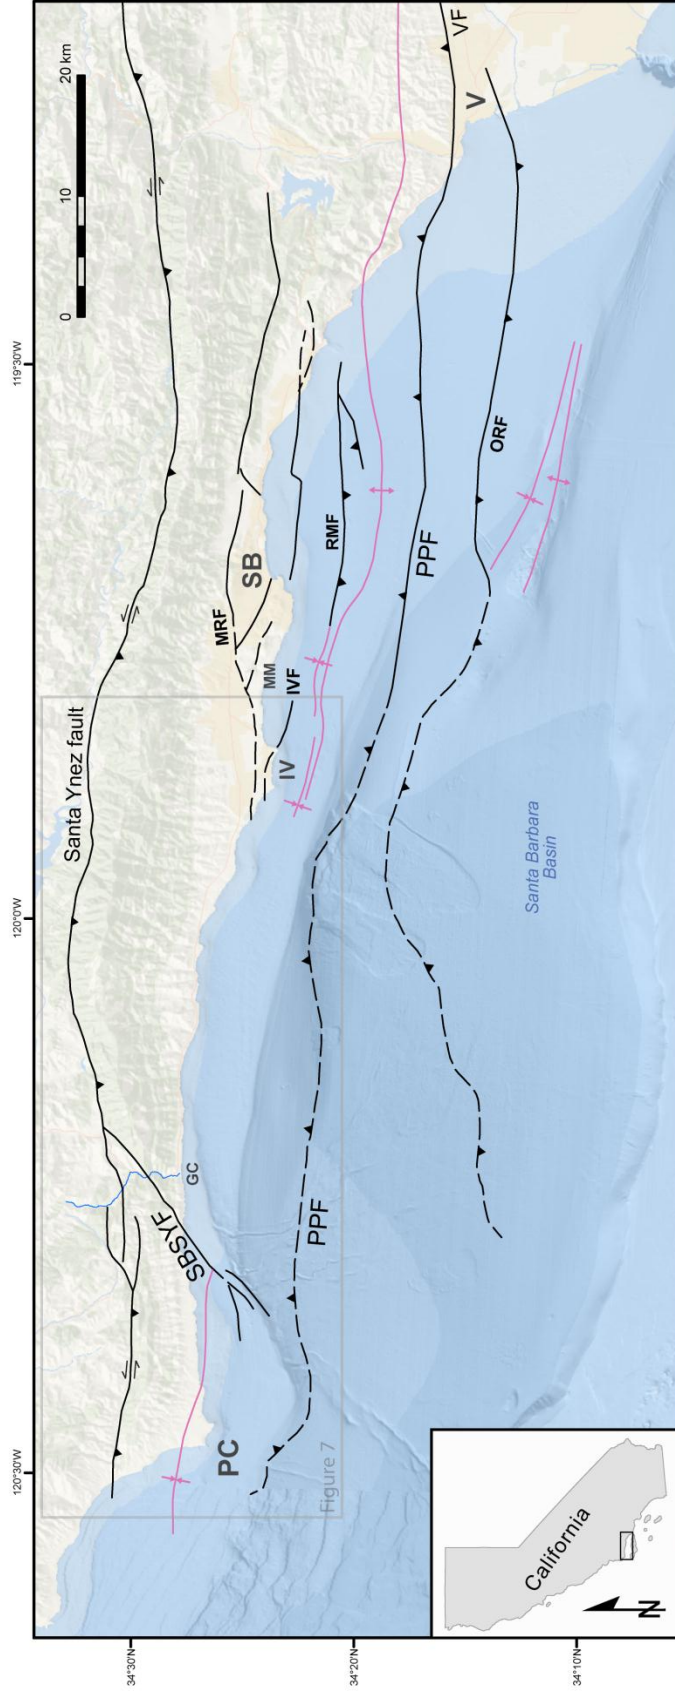 120°30'W
120°0'W
119°30'W
34°30'N
34°20'N
34°10'N
0 10 20 km
Santa Ynez fault
SBSYF
GC
PC
MRF
SB
MM
IVF
IV
RMF
PPF
PPF
ORF
VF
V
Santa Barbara
Basin
Figure 7
California
N